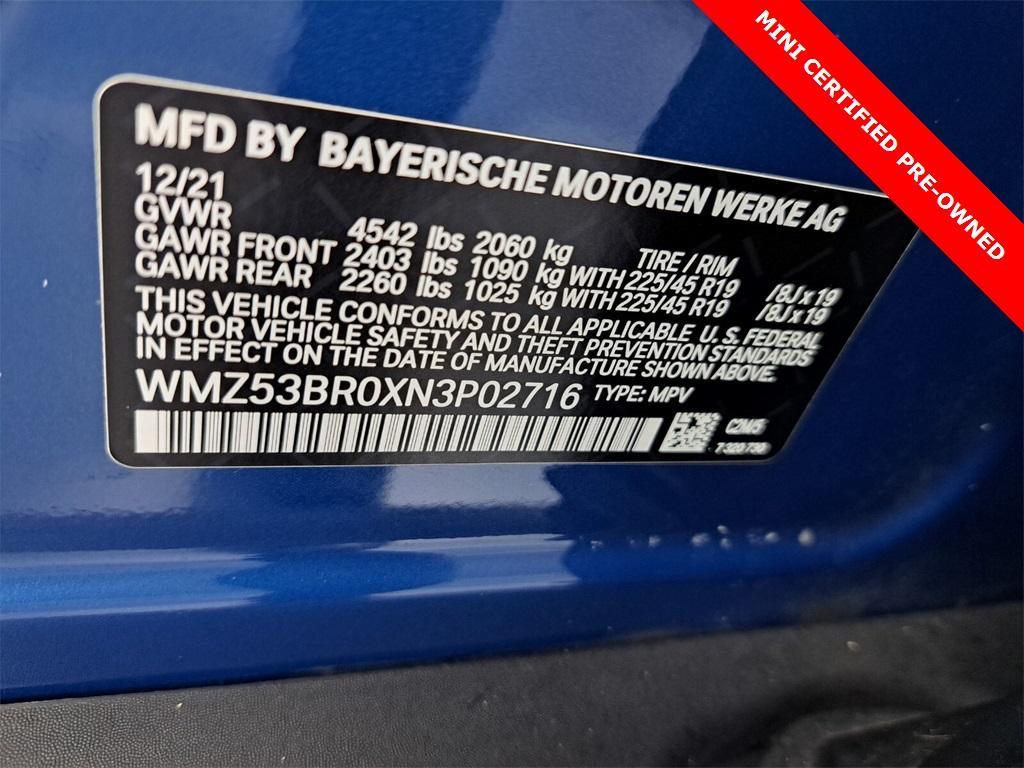 MINI CERTIFIED PRE-OWNED
MFD BY BAYERISCHE MOTOREN WERKE AG
12/21
GVWR 4542 lbs 2060 kg TIRE / RIM
GAWR FRONT 2403 lbs 1090 kg WITH 225/45 R19 /8J x 19
GAWR REAR 2260 lbs 1025 kg WITH 225/45 R19 /8J x 19
THIS VEHICLE CONFORMS TO ALL APPLICABLE U.S. FEDERAL
MOTOR VEHICLE SAFETY AND THEFT PREVENTION STANDARDS
IN EFFECT ON THE DATE OF MANUFACTURE SHOWN ABOVE.
WMZ53BR0XN3P02716 TYPE: MPV